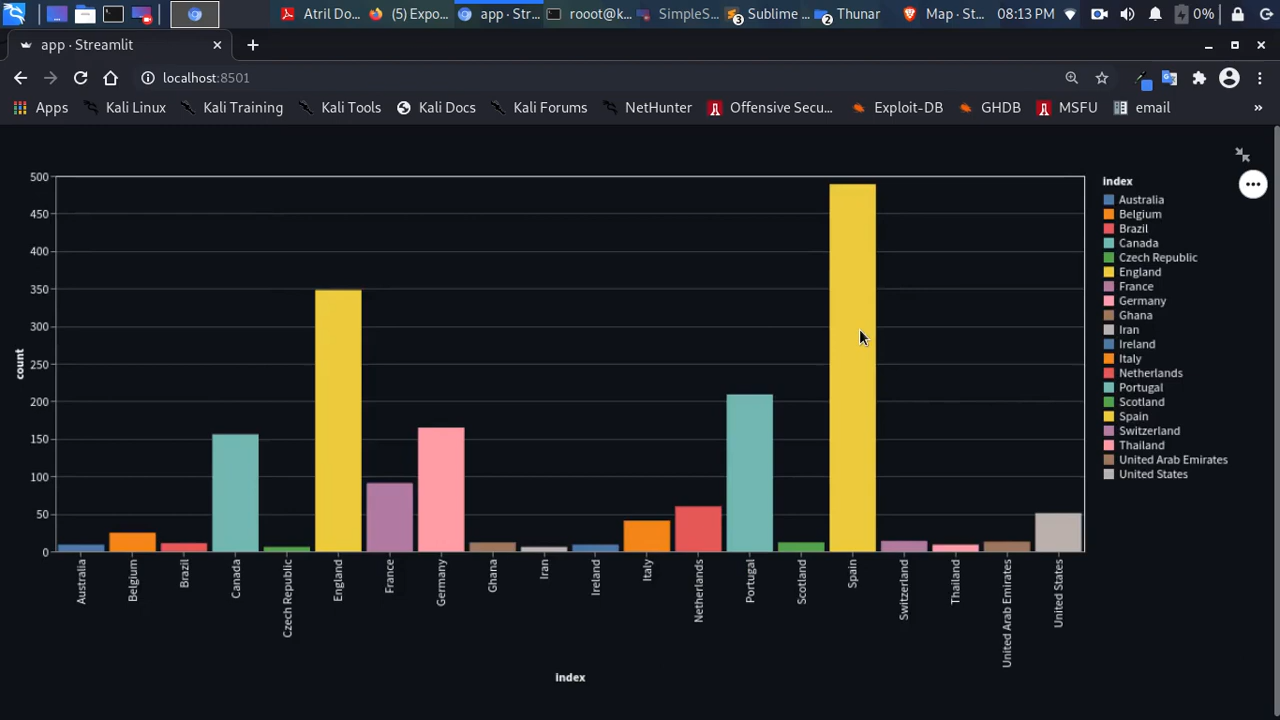 Atril Do... (5) Expo... app · Str... rooot@k... SimpleS... 3 Sublime ... 2 Thunar Map · St... 08:13 PM 0%
app · Streamlit
localhost:8501
Apps Kali Linux Kali Training Kali Tools Kali Docs Kali Forums NetHunter Offensive Secu... Exploit-DB GHDB MSFU email »
500
450
400
350
300
250
200
150
100
50
0
count
Australia
Belgium
Brazil
Canada
Czech Republic
England
France
Germany
Ghana
Iran
Ireland
Italy
Netherlands
Portugal
Scotland
Spain
Switzerland
Thailand
United Arab Emirates
United States
index
index
Australia
Belgium
Brazil
Canada
Czech Republic
England
France
Germany
Ghana
Iran
Ireland
Italy
Netherlands
Portugal
Scotland
Spain
Switzerland
Thailand
United Arab Emirates
United States